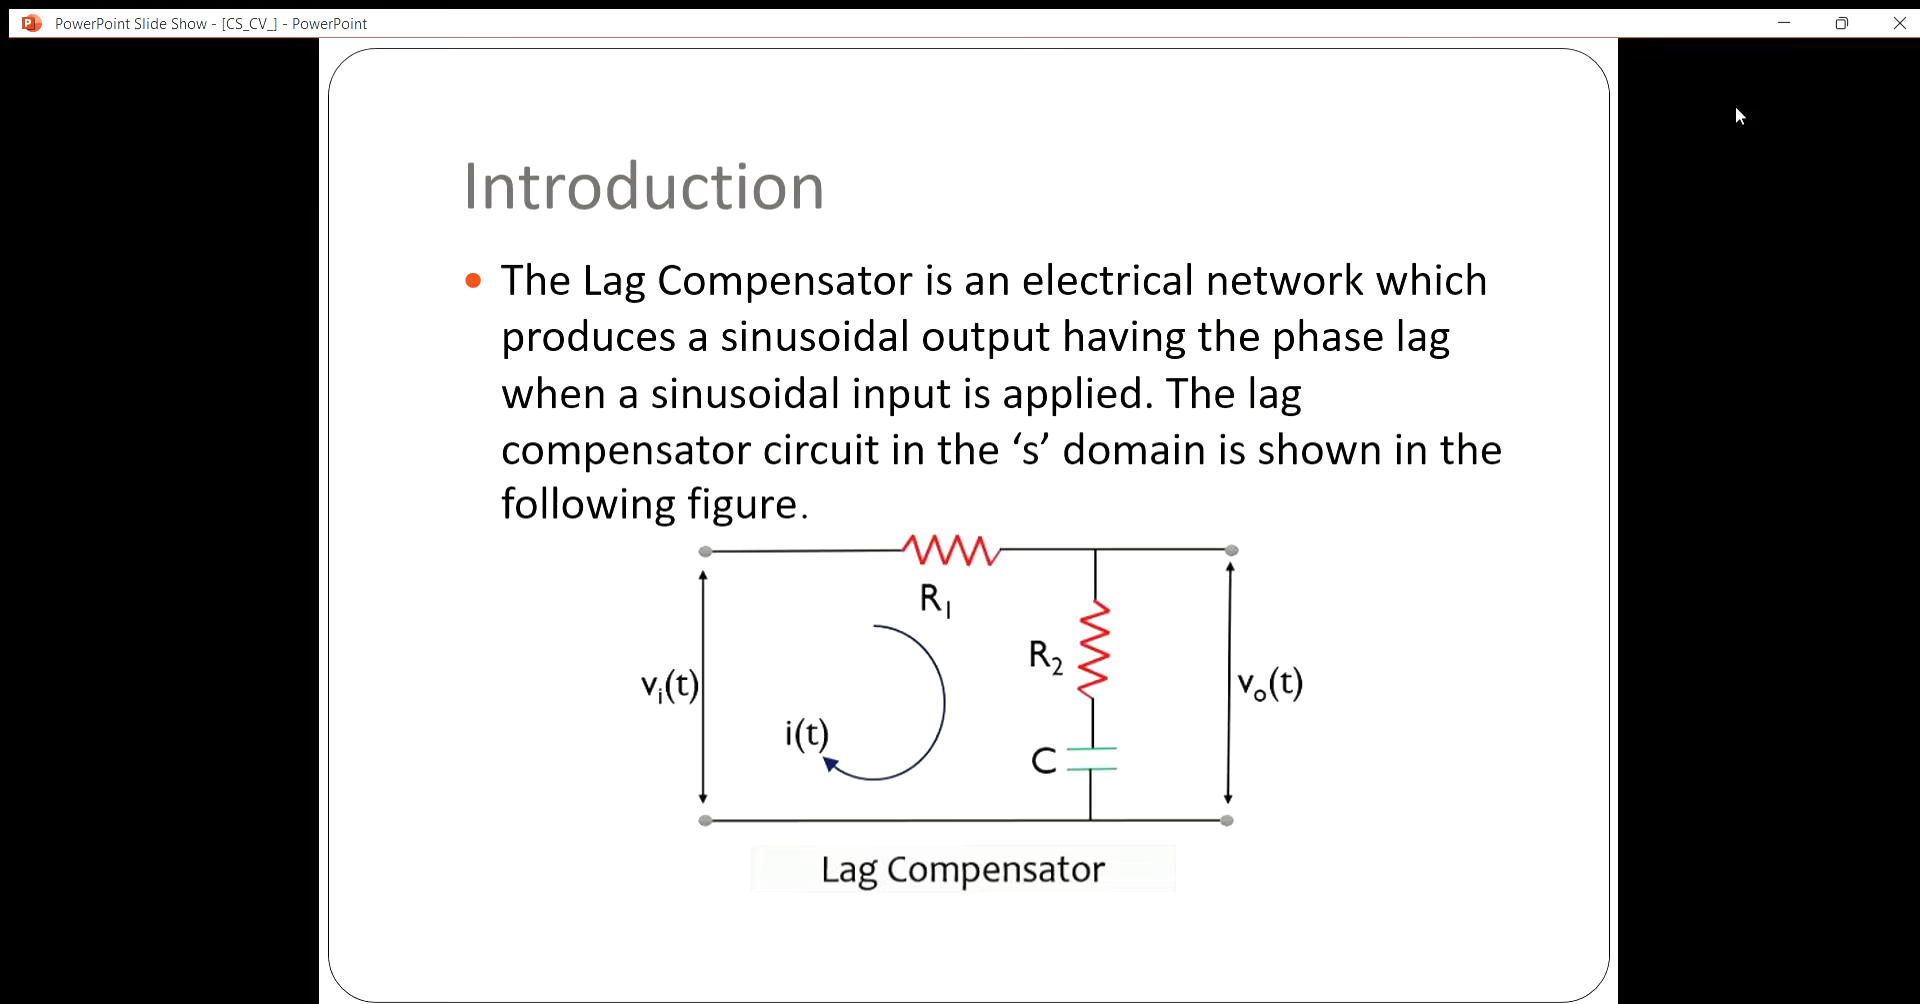 PowerPoint Slide Show - [CS_CV_] - PowerPoint
Introduction
• The Lag Compensator is an electrical network which
produces a sinusoidal output having the phase lag
when a sinusoidal input is applied. The lag
compensator circuit in the ‘s’ domain is shown in the
following figure.
R₁
R₂
vᵢ(t)
vₒ(t)
i(t)
C
Lag Compensator